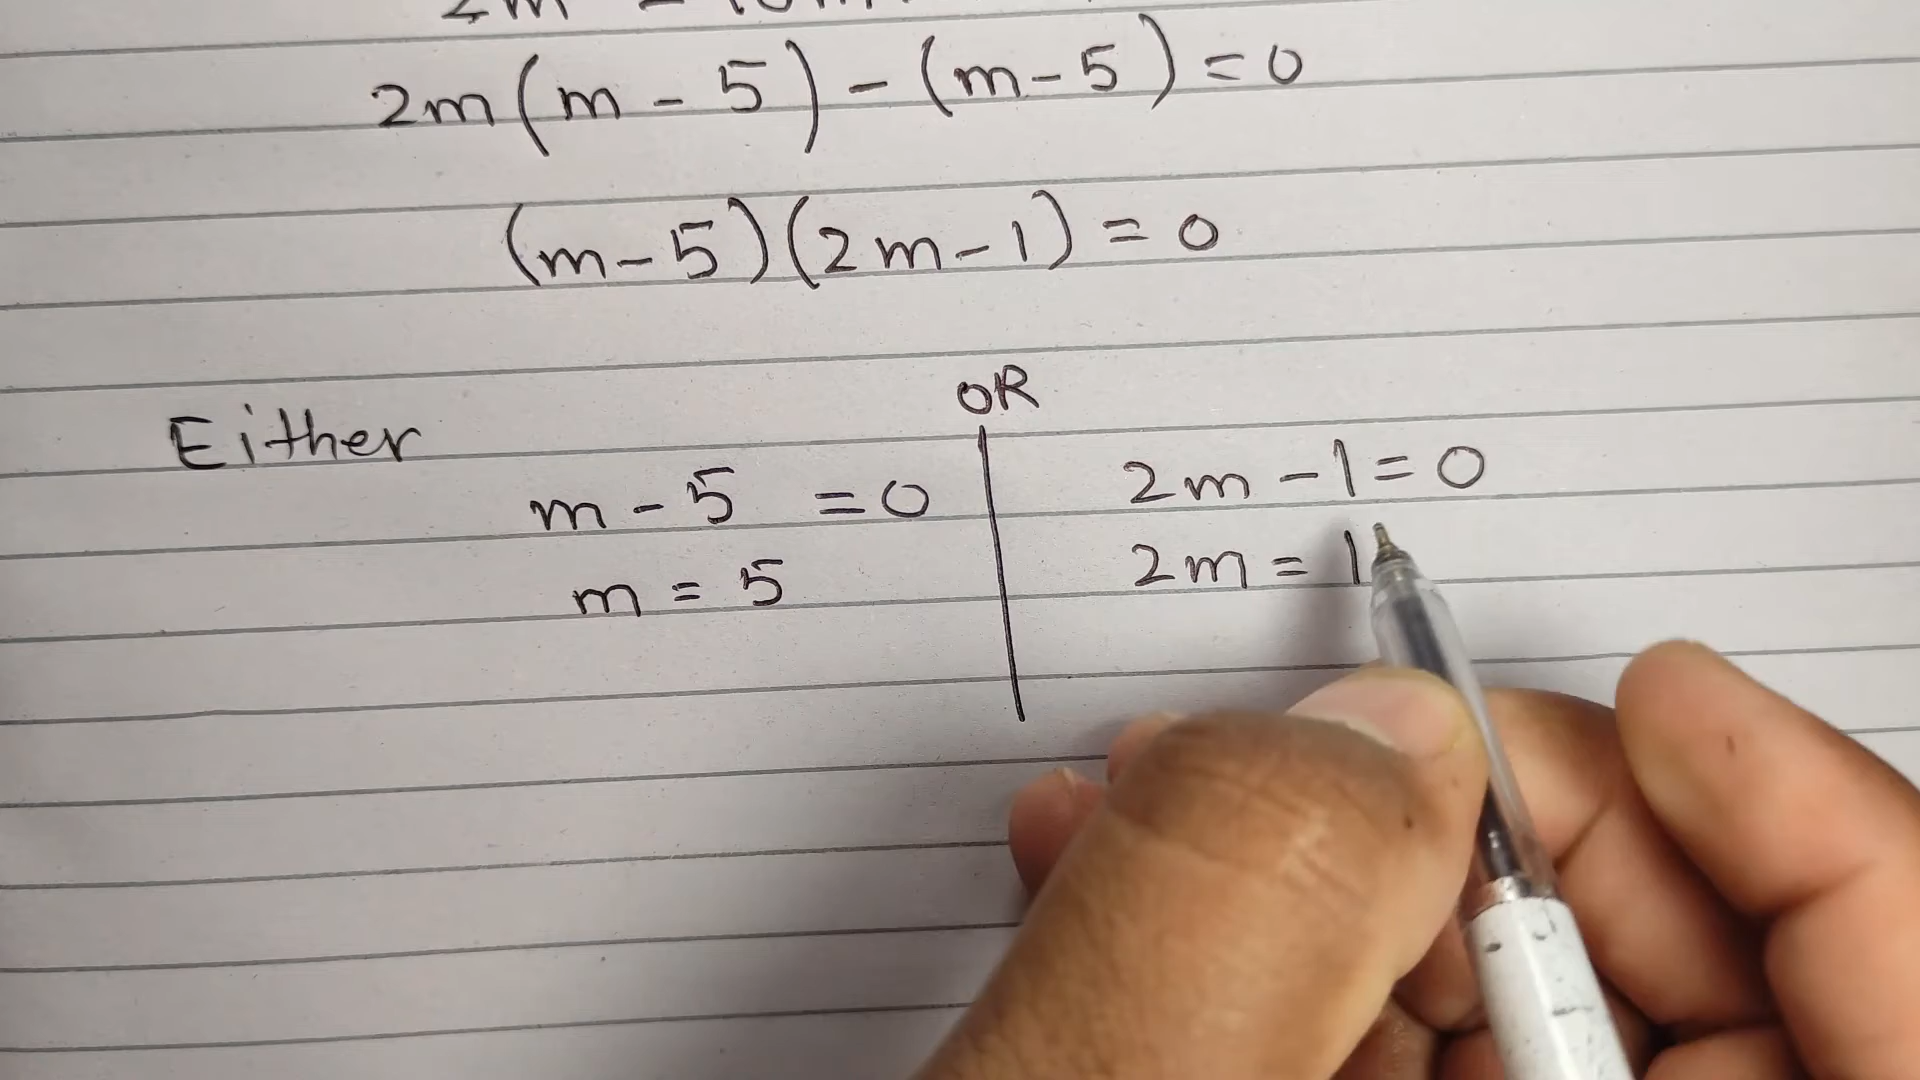 2m(m - 5) - (m - 5) = 0
(m - 5)(2m - 1) = 0
OR
Either
m - 5 = 0
2m - 1 = 0
m = 5
2m = 1